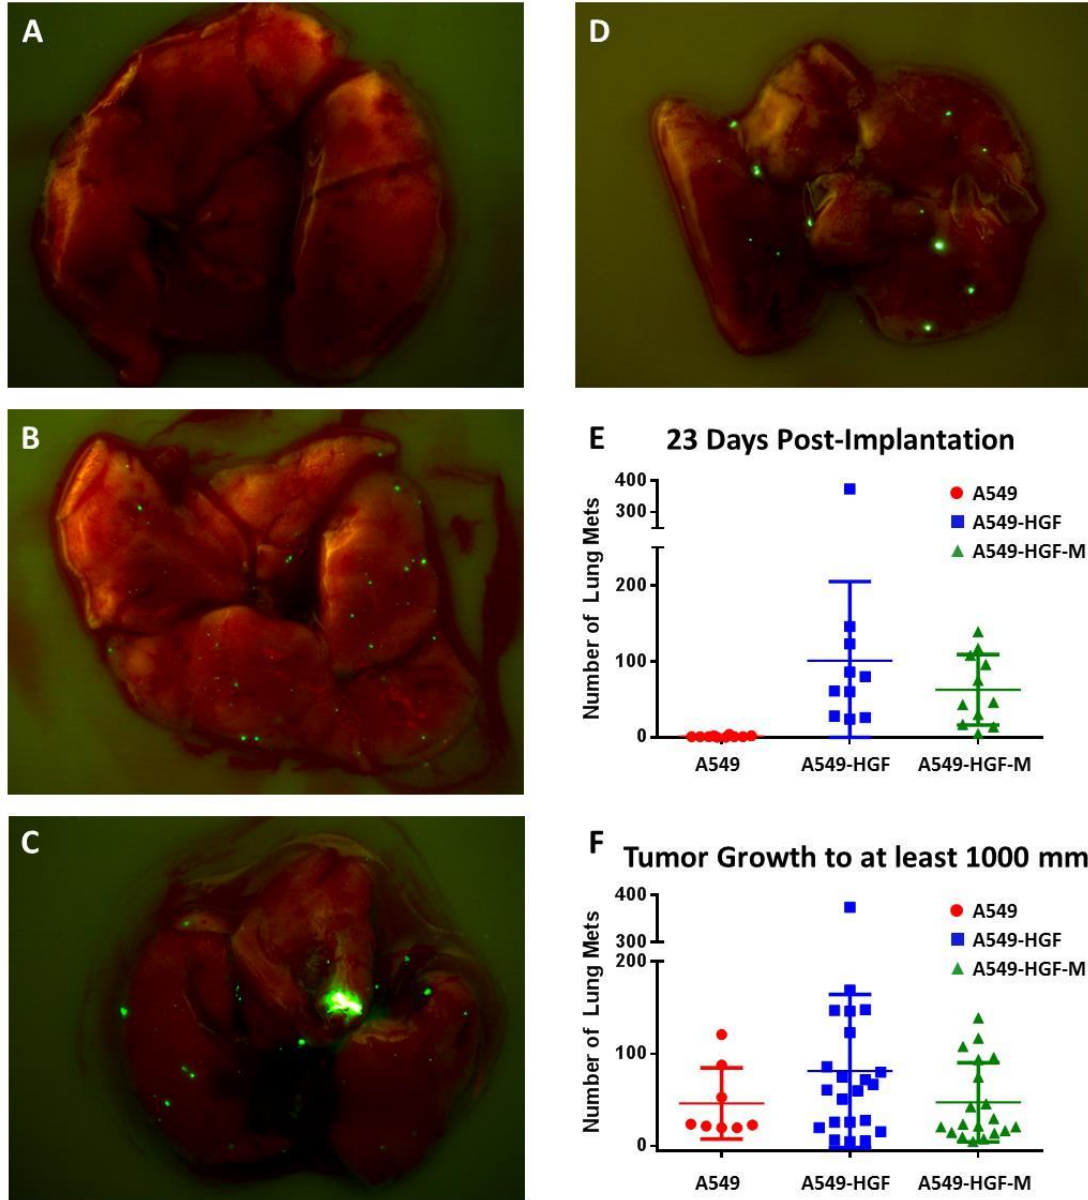 A
D
B
E 23 Days Post-Implantation
Number of Lung Mets
400
300
200
100
0
A549
A549-HGF
A549-HGF-M
A549
A549-HGF
A549-HGF-M
C
F Tumor Growth to at least 1000 mm
Number of Lung Mets
400
300
200
100
0
A549
A549-HGF
A549-HGF-M
A549
A549-HGF
A549-HGF-M